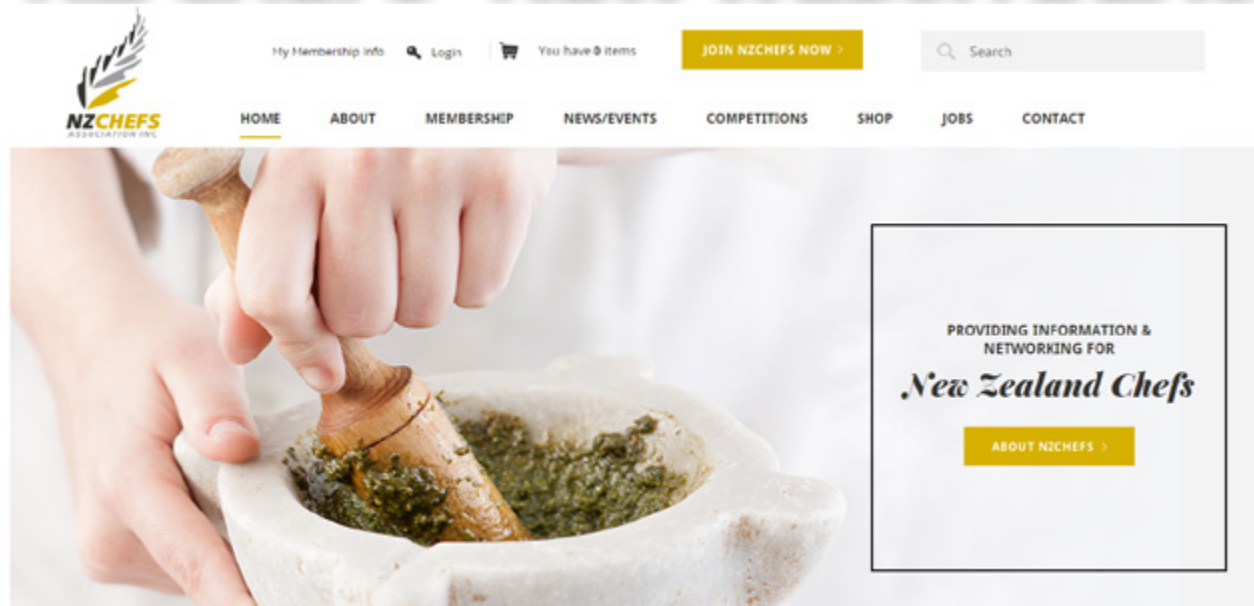 My Membership Info Login You have 0 items JOIN NZCHEFS NOW > Search
NZCHEFS
ASSOCIATION INC
HOME ABOUT MEMBERSHIP NEWS/EVENTS COMPETITIONS SHOP JOBS CONTACT
PROVIDING INFORMATION &
NETWORKING FOR
New Zealand Chefs
ABOUT NZCHEFS >